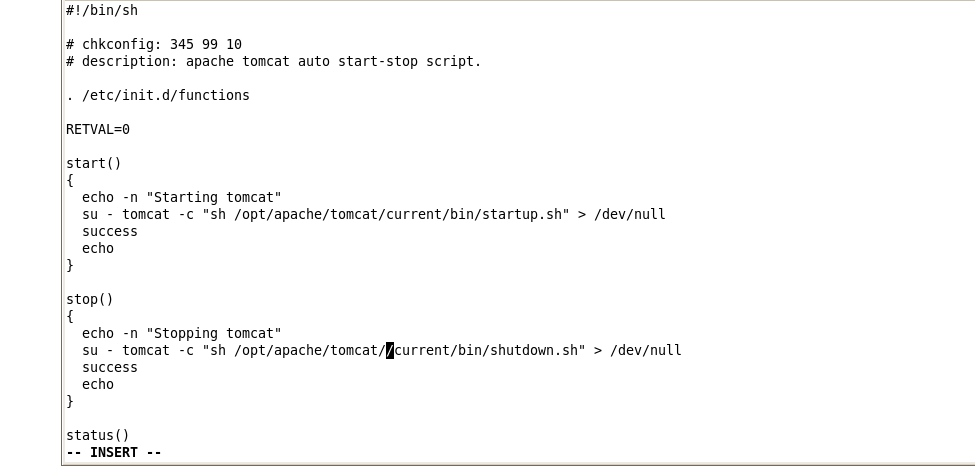 #!/bin/sh
# chkconfig: 345 99 10
# description: apache tomcat auto start-stop script.
. /etc/init.d/functions
RETVAL=0
start()
{
  echo -n "Starting tomcat"
  su - tomcat -c "sh /opt/apache/tomcat/current/bin/startup.sh" > /dev/null
  success
  echo
}
stop()
{
  echo -n "Stopping tomcat"
  su - tomcat -c "sh /opt/apache/tomcat//current/bin/shutdown.sh" > /dev/null
  success
  echo
}
status()
-- INSERT --